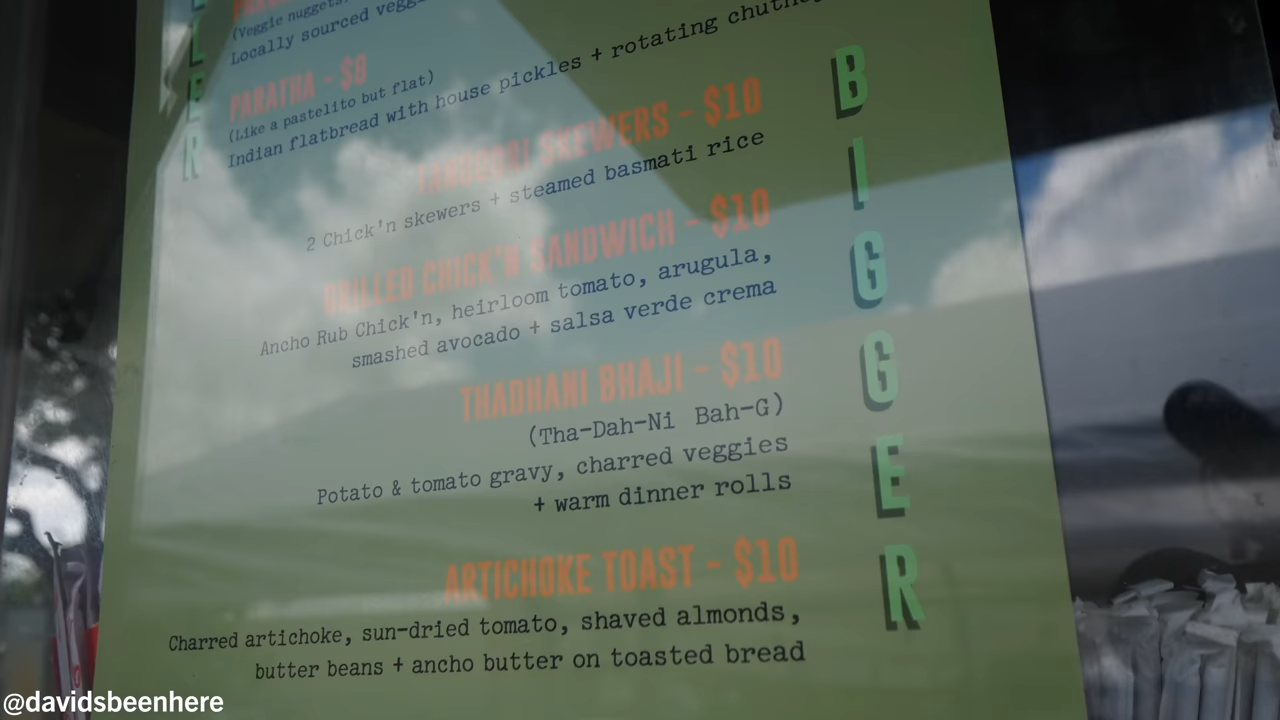 LER
(Veggie nuggets,
Locally sourced vegg
PARATHA - $8
(Like a pastelito but flat)
Indian flatbread with house pickles + rotating chutney
TANDOORI SKEWERS - $10
2 Chick'n skewers + steamed basmati rice
GRILLED CHICK'N SANDWICH - $10
Ancho Rub Chick'n, heirloom tomato, arugula,
smashed avocado + salsa verde crema
THADHANI BHAJI - $10
(Tha-Dah-Ni Bah-G)
Potato & tomato gravy, charred veggies
+ warm dinner rolls
ARTICHOKE TOAST - $10
Charred artichoke, sun-dried tomato, shaved almonds,
butter beans + ancho butter on toasted bread
BIGGER
@davidsbeenhere